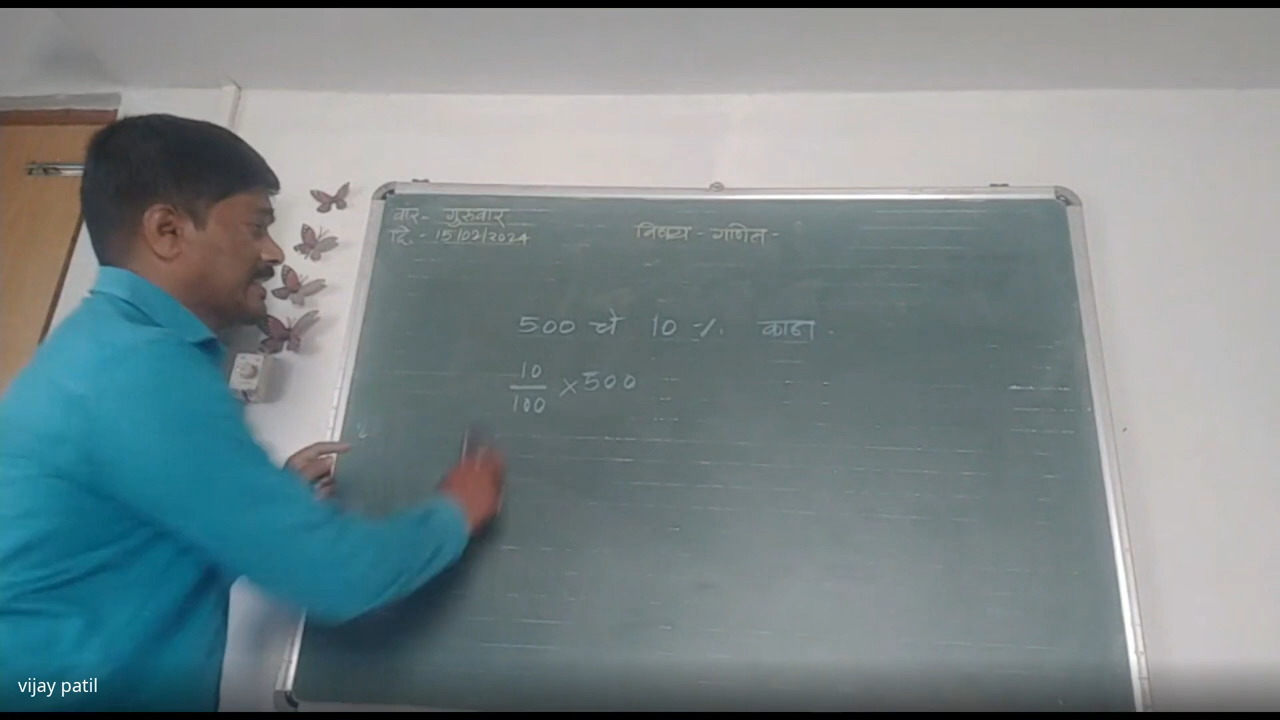 वार- गुरुवार
दि. - 15/02/2024
विषय - गणित -
500 चे 10 %. काढा.
10
100
×500
vijay patil